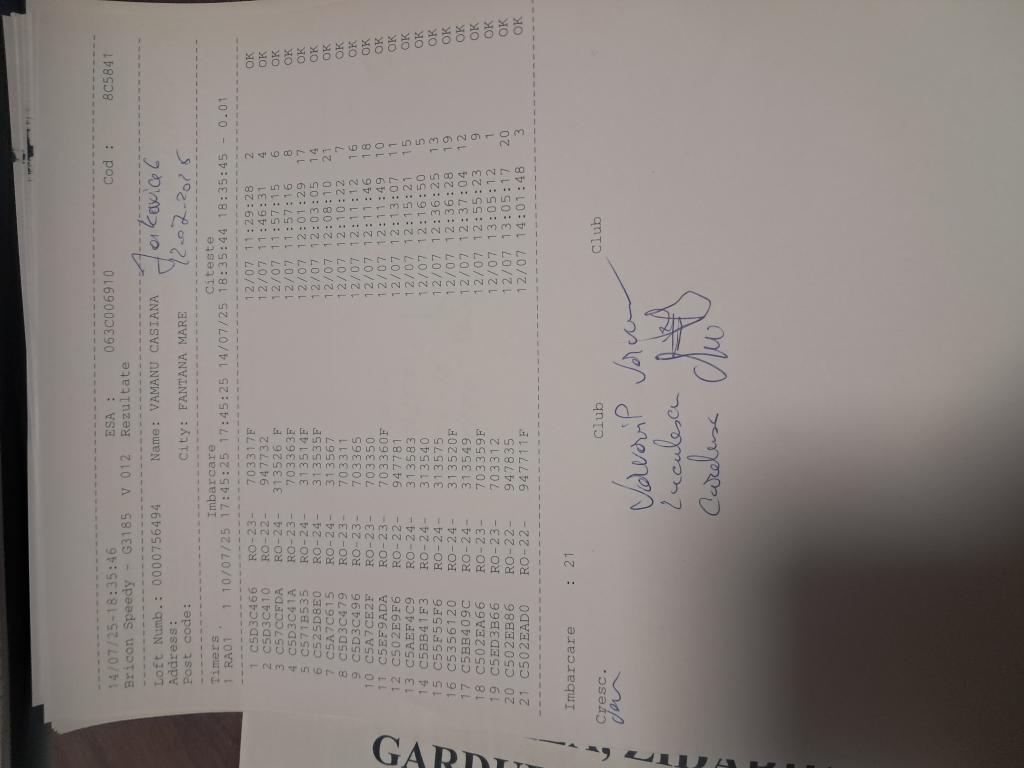 14/07/25-18:35:46 ESA : 063C006910 Cod : 8C5841
Bricon Speedy - G3185 V 012 Rezultate
Loft Numb.: 0000756494 Name: VAMANU CASIANA
Address:
Post code: City: FANTANA MARE
Timers Imbarcare Citeste
1 RA01 1 10/07/25 17:45:25 17:45:25 14/07/25 18:35:44 18:35:45 - 0.01
1 C5D3C466 RO-23- 703317F 12/07 11:29:28 2 OK
2 C5D3C410 RO-22- 947732 12/07 11:46:31 4 OK
3 C57CCFDA RO-24- 313526 F 12/07 11:57:15 6 OK
4 C5D3C41A RO-23- 703363F 12/07 11:57:16 8 OK
5 C571B535 RO-24- 313514F 12/07 12:01:29 17 OK
6 C525D8E0 RO-24- 313535F 12/07 12:03:05 14 OK
7 C5A7C615 RO-24- 313567 12/07 12:08:10 21 OK
8 C5D3C479 RO-23- 703311 12/07 12:10:22 7 OK
9 C5D3C496 RO-23- 703365 12/07 12:11:12 16 OK
10 C5A7CE2F RO-23- 703350 12/07 12:11:46 18 OK
11 C5EF9ADA RO-23- 703360F 12/07 12:11:49 10 OK
12 C502E9F6 RO-22- 947781 12/07 12:13:07 11 OK
13 C5AEF4C9 RO-24- 313583 12/07 12:15:21 15 OK
14 C5BB41F3 RO-24- 313540 12/07 12:16:50 5 OK
15 C55F55F6 RO-24- 313575 12/07 12:36:25 13 OK
16 C5356120 RO-24- 313520F 12/07 12:36:28 19 OK
17 C5BB409C RO-24- 313549 12/07 12:37:04 12 OK
18 C502EA66 RO-23- 703359F 12/07 12:55:23 9 OK
19 C5ED3B66 RO-23- 703312 12/07 13:05:12 1 OK
20 C502EB86 RO-22- 947835 12/07 13:05:17 20 OK
21 C502EAD0 RO-22- 947711F 12/07 14:01:48 3 OK
Imbarcare : 21
Cresc. Club Club